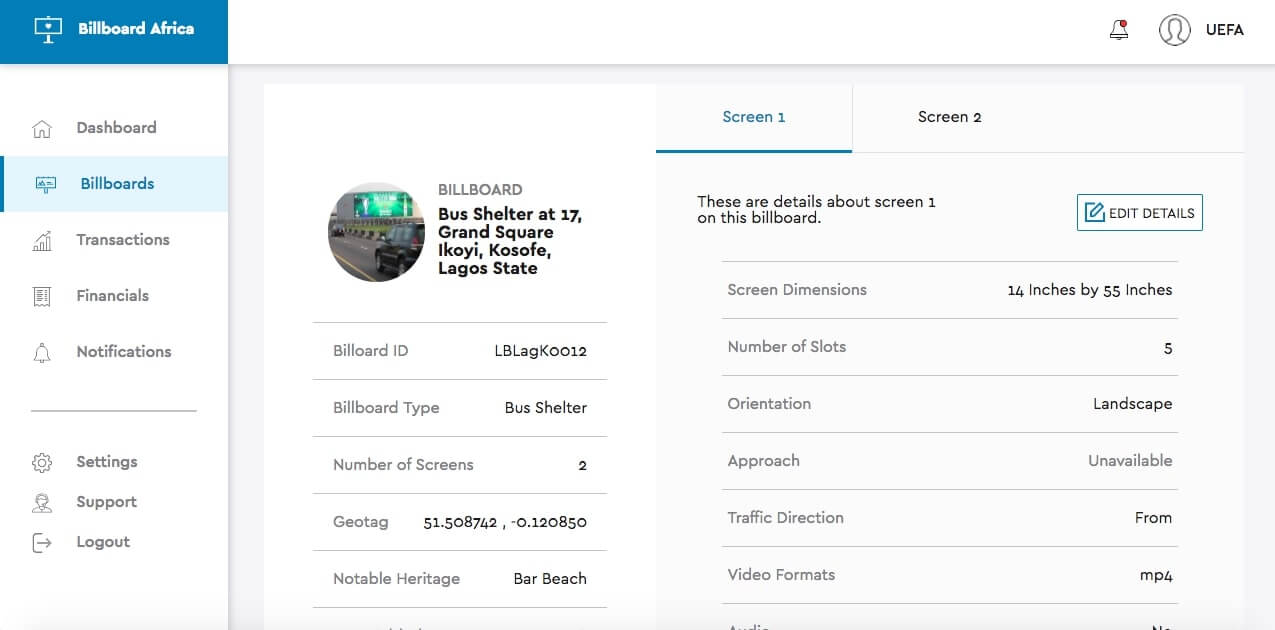 Billboard Africa
UEFA
Dashboard
Billboards
Transactions
Financials
Notifications
Settings
Support
Logout
BILLBOARD
Bus Shelter at 17,
Grand Square
Ikoyi, Kosofe,
Lagos State
Billoard ID LBLagK0012
Billboard Type Bus Shelter
Number of Screens 2
Geotag 51.508742 , -0.120850
Notable Heritage Bar Beach
Screen 1 Screen 2
These are details about screen 1
on this billboard.
EDIT DETAILS
Screen Dimensions 14 Inches by 55 Inches
Number of Slots 5
Orientation Landscape
Approach Unavailable
Traffic Direction From
Video Formats mp4
Audio No